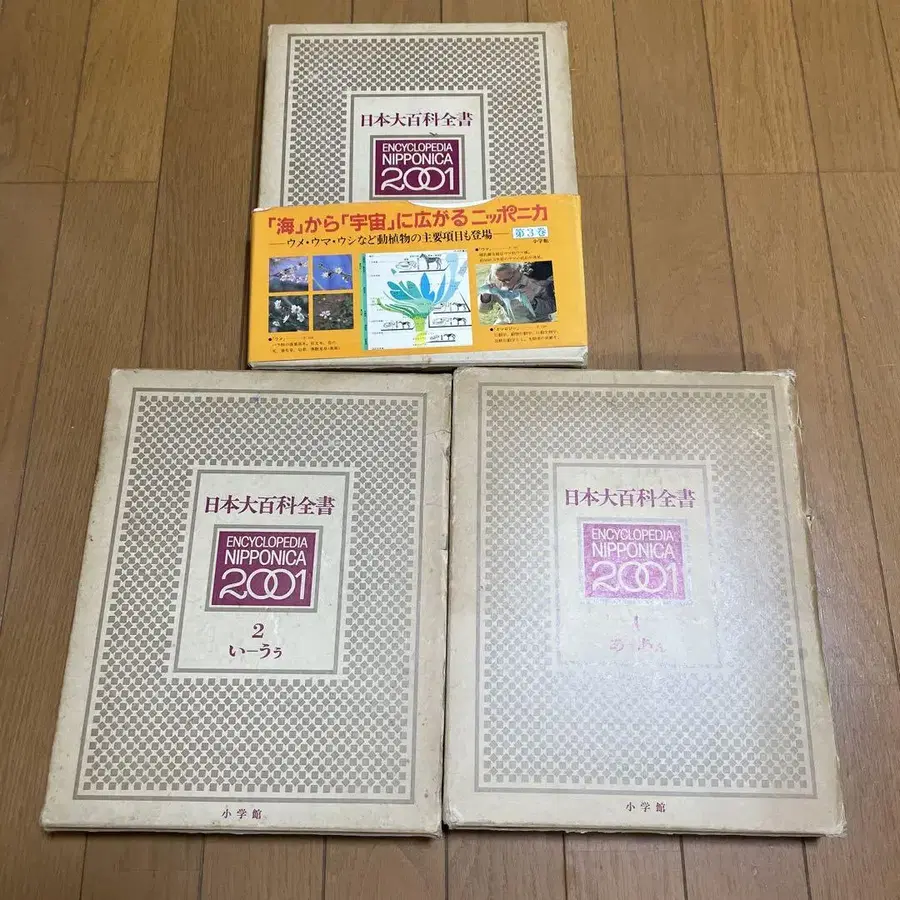 日本大百科全書
ENCYCLOPEDIA
NIPPONICA
2001
「海」から「宇宙」に広がるニッポニカ
―ウメ・ウマ・ウシなど動植物の主要項目も登場―
第3巻
小学館
日本大百科全書
ENCYCLOPEDIA
NIPPONICA
2001
2
い―うぅ
小学館
日本大百科全書
ENCYCLOPEDIA
NIPPONICA
2001
1
小学館